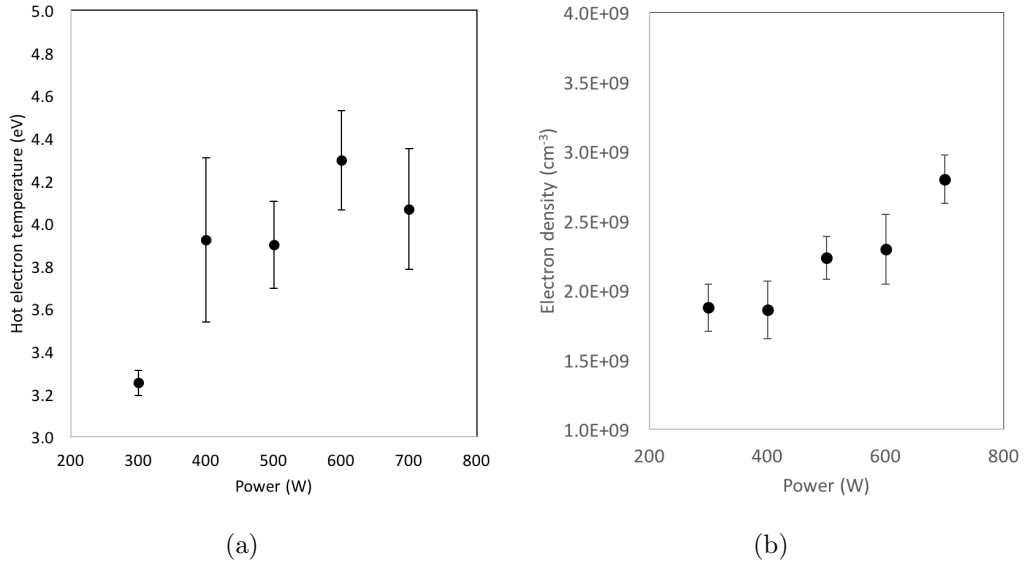 5.0
4.8
4.6
4.4
4.2
4.0
3.8
3.6
3.4
3.2
3.0
Hot electron temperature (eV)
200 300 400 500 600 700 800
Power (W)
(a)
4.0E+09
3.5E+09
3.0E+09
2.5E+09
2.0E+09
1.5E+09
1.0E+09
Electron density (cm⁻³)
200 400 600 800
Power (W)
(b)